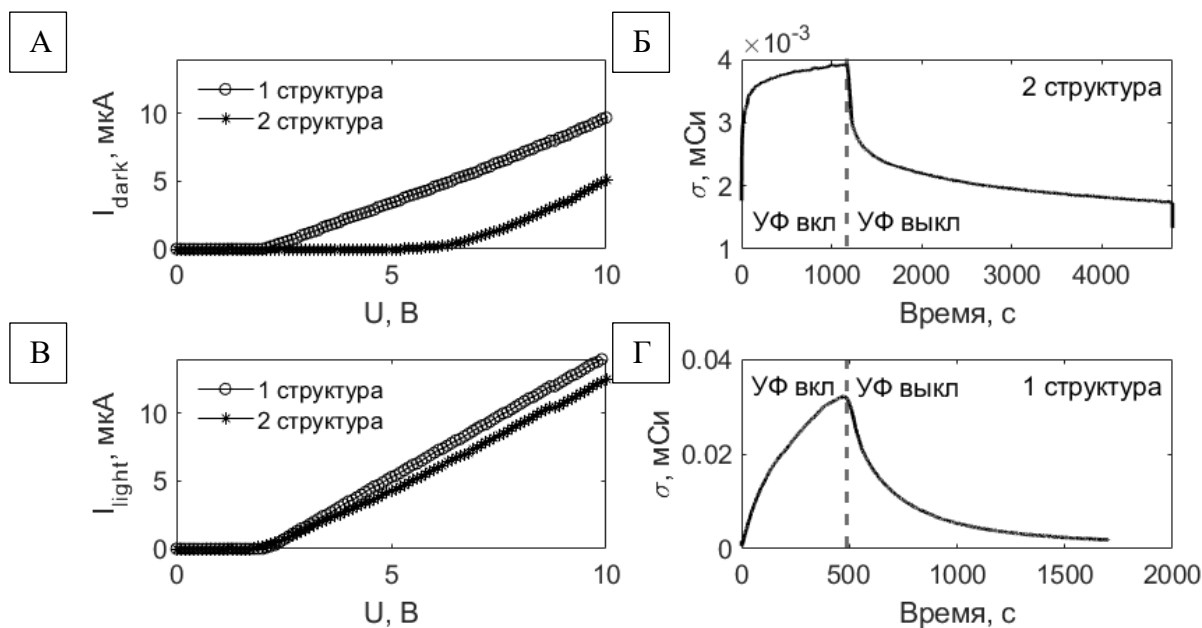 А
1 структура
2 структура
10
5
0
I_dark, мкА
0
5
10
U, В
Б
× 10⁻³
4
3
2
1
σ, мСи
2 структура
УФ вкл
УФ выкл
0
1000
2000
3000
4000
Время, с
В
1 структура
2 структура
10
5
0
I_light, мкА
0
5
10
U, В
Г
0.04
0.02
0
σ, мСи
УФ вкл
УФ выкл
1 структура
0
500
1000
1500
2000
Время, с